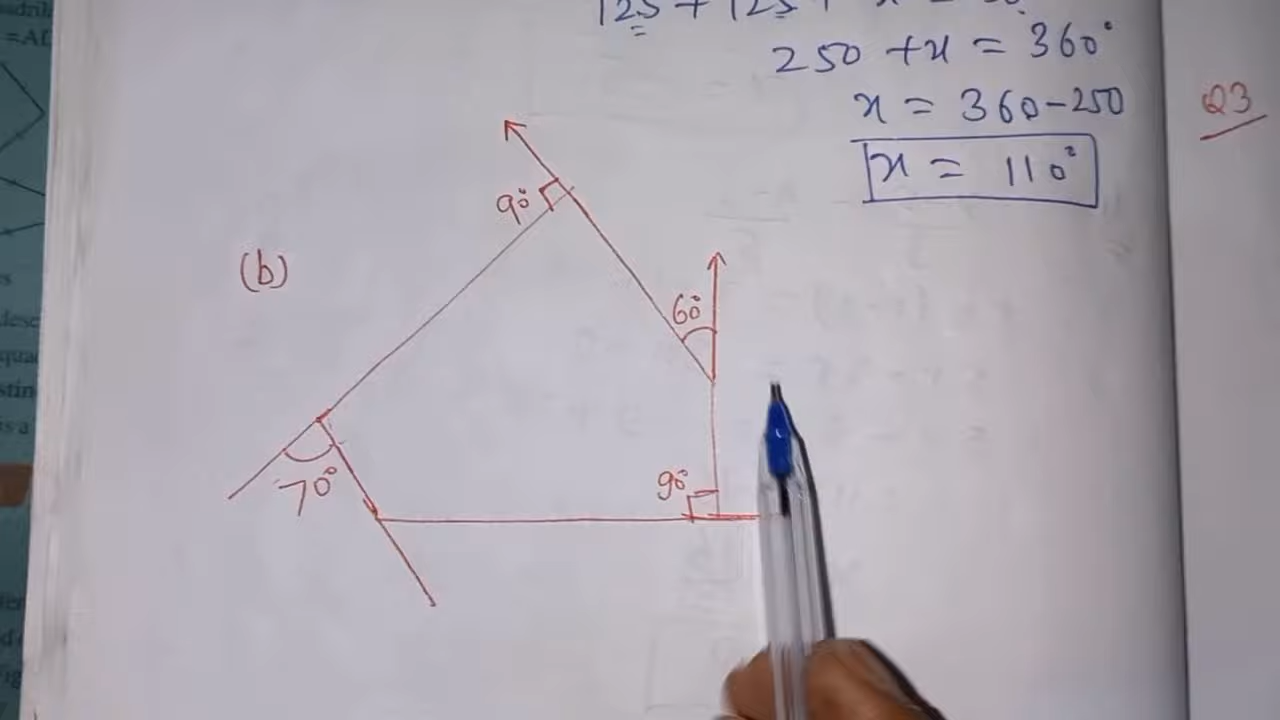 250 + x = 360°
x = 360-250
x = 110°
Q3
(b)
90°
60°
70°
90°